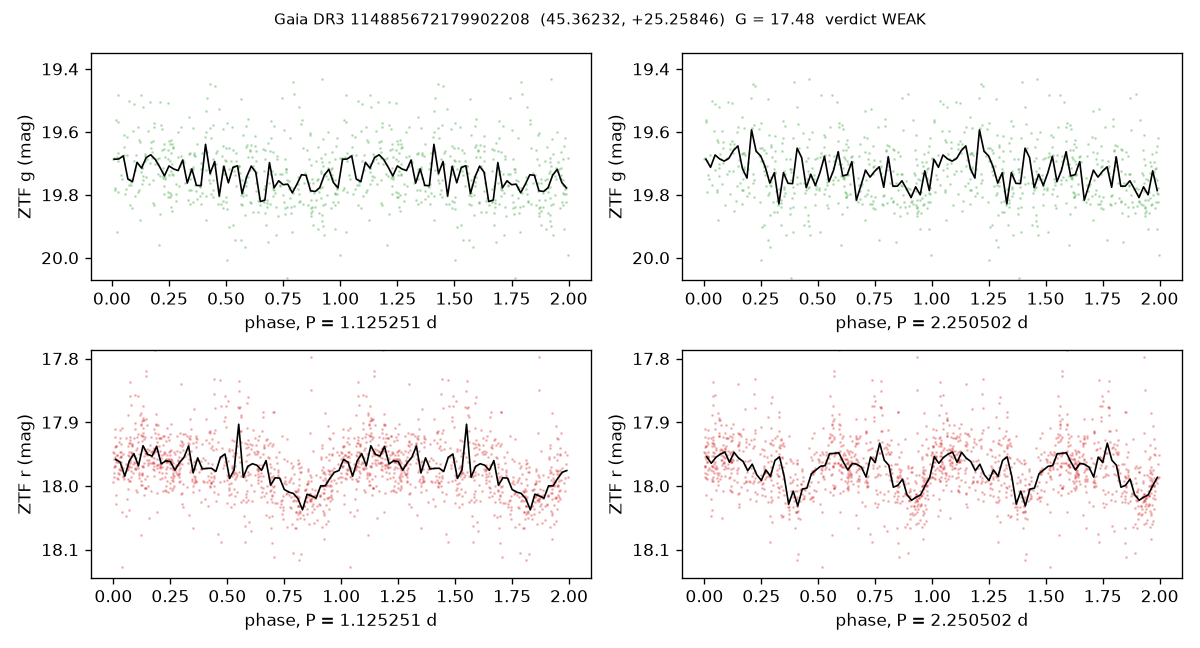 Gaia DR3 114885672179902208 (45.36232, +25.25846) G = 17.48 verdict WEAK
ZTF g (mag)
19.4
19.6
19.8
20.0
0.00 0.25 0.50 0.75 1.00 1.25 1.50 1.75 2.00
phase, P = 1.125251 d
ZTF g (mag)
19.4
19.6
19.8
20.0
0.00 0.25 0.50 0.75 1.00 1.25 1.50 1.75 2.00
phase, P = 2.250502 d
ZTF r (mag)
17.8
17.9
18.0
18.1
0.00 0.25 0.50 0.75 1.00 1.25 1.50 1.75 2.00
phase, P = 1.125251 d
ZTF r (mag)
17.8
17.9
18.0
18.1
0.00 0.25 0.50 0.75 1.00 1.25 1.50 1.75 2.00
phase, P = 2.250502 d